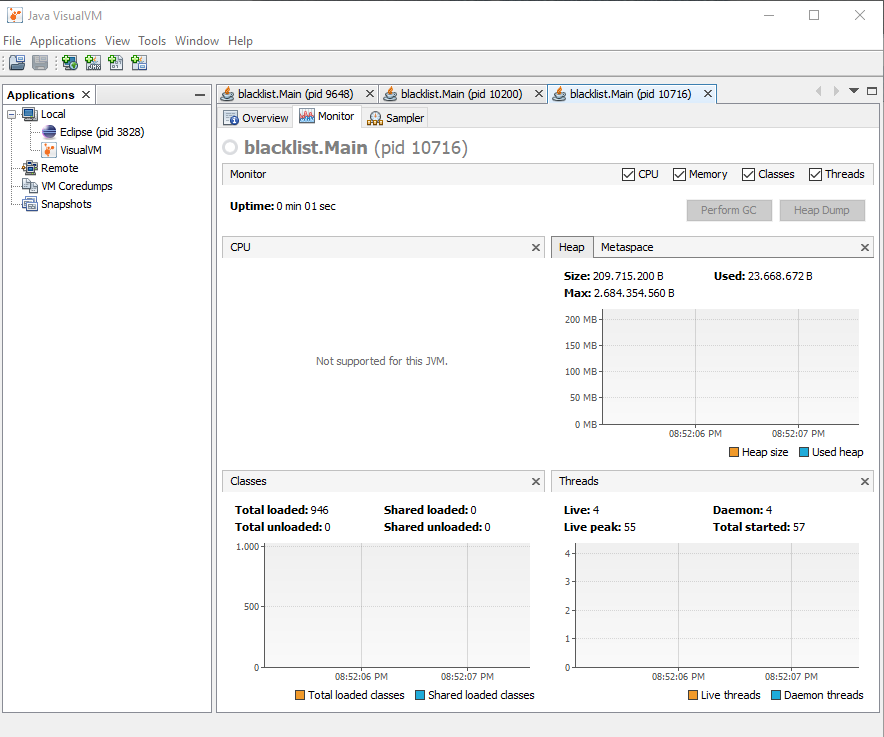 Java VisualVM
File Applications View Tools Window Help
Applications
Local
Eclipse (pid 3828)
VisualVM
Remote
VM Coredumps
Snapshots
blacklist.Main (pid 9648) blacklist.Main (pid 10200) blacklist.Main (pid 10716)
Overview Monitor Sampler
blacklist.Main (pid 10716)
Monitor CPU Memory Classes Threads
Uptime: 0 min 01 sec
Perform GC Heap Dump
CPU
Not supported for this JVM.
Heap Metaspace
Size: 209.715.200 B Used: 23.668.672 B
Max: 2.684.354.560 B
200 MB
150 MB
100 MB
50 MB
0 MB
08:52:06 PM 08:52:07 PM
Heap size Used heap
Classes
Total loaded: 946 Shared loaded: 0
Total unloaded: 0 Shared unloaded: 0
1.000
500
0
08:52:06 PM 08:52:07 PM
Total loaded classes Shared loaded classes
Threads
Live: 4 Daemon: 4
Live peak: 55 Total started: 57
4
3
2
1
0
08:52:06 PM 08:52:07 PM
Live threads Daemon threads